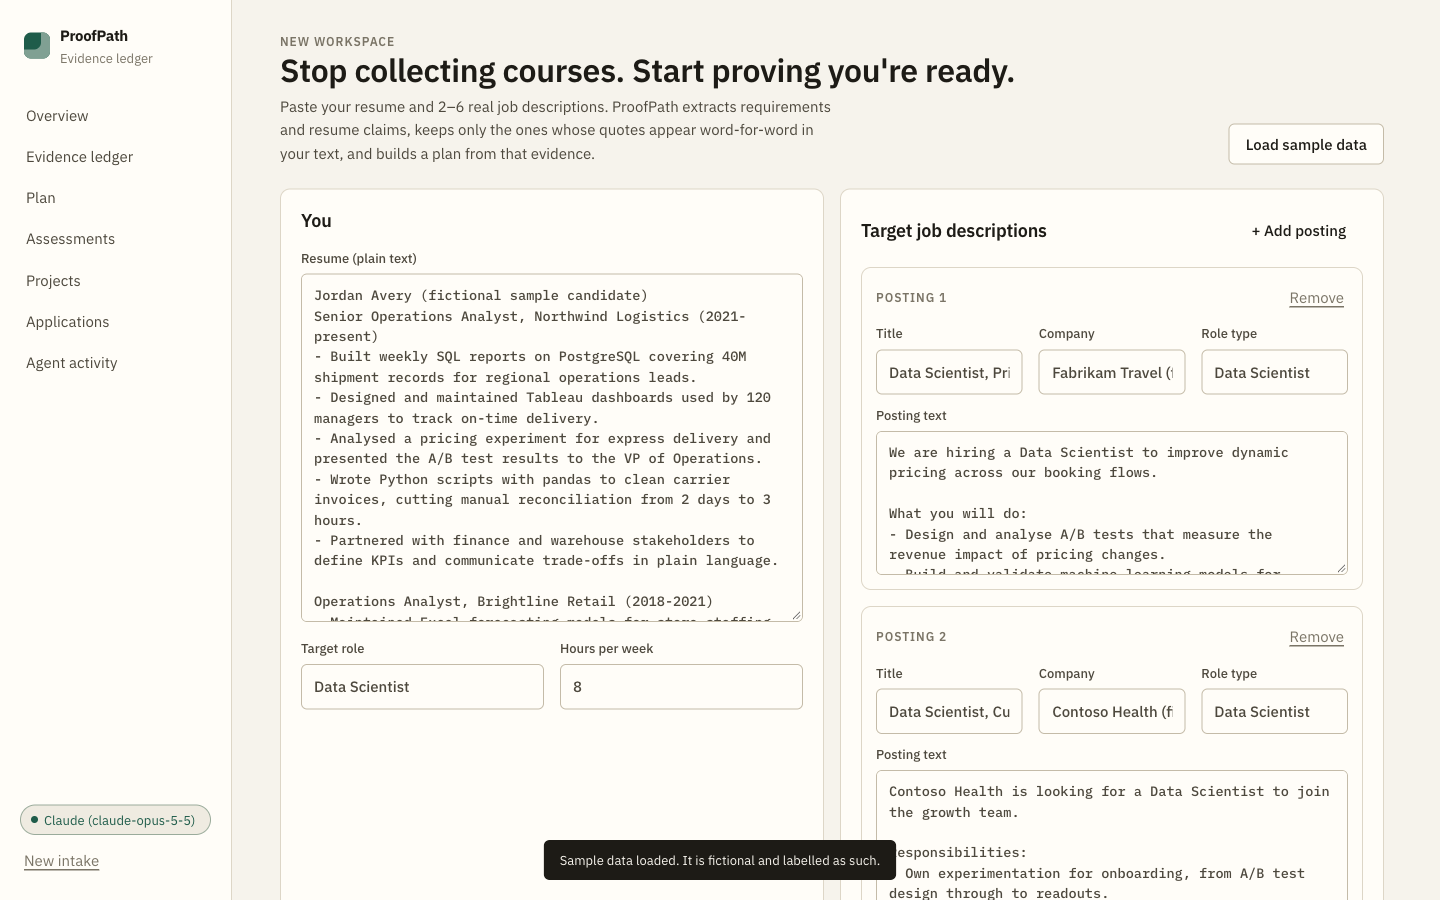 ProofPath
Evidence ledger
Overview
Evidence ledger
Plan
Assessments
Projects
Applications
Agent activity
Claude (claude-opus-5-5)
New intake
NEW WORKSPACE
Stop collecting courses. Start proving you're ready.
Paste your resume and 2–6 real job descriptions. ProofPath extracts requirements
and resume claims, keeps only the ones whose quotes appear word-for-word in
your text, and builds a plan from that evidence.
Load sample data
You
Resume (plain text)
Jordan Avery (fictional sample candidate)
Senior Operations Analyst, Northwind Logistics (2021-
present)
- Built weekly SQL reports on PostgreSQL covering 40M
shipment records for regional operations leads.
- Designed and maintained Tableau dashboards used by 120
managers to track on-time delivery.
- Analysed a pricing experiment for express delivery and
presented the A/B test results to the VP of Operations.
- Wrote Python scripts with pandas to clean carrier
invoices, cutting manual reconciliation from 2 days to 3
hours.
- Partnered with finance and warehouse stakeholders to
define KPIs and communicate trade-offs in plain language.
Operations Analyst, Brightline Retail (2018-2021)
- Maintained Excel forecasting models for store staffing
Target role
Hours per week
Data Scientist
8
Target job descriptions
+ Add posting
POSTING 1
Remove
Title
Company
Role type
Data Scientist, Pri
Fabrikam Travel (
Data Scientist
Posting text
We are hiring a Data Scientist to improve dynamic
pricing across our booking flows.
What you will do:
- Design and analyse A/B tests that measure the
revenue impact of pricing changes.
- Build and validate machine learning models for
POSTING 2
Remove
Title
Company
Role type
Data Scientist, Cu
Contoso Health (f
Data Scientist
Posting text
Contoso Health is looking for a Data Scientist to join
the growth team.
esponsibilities:
Own experimentation for onboarding, from A/B test
design through to readouts.
Sample data loaded. It is fictional and labelled as such.